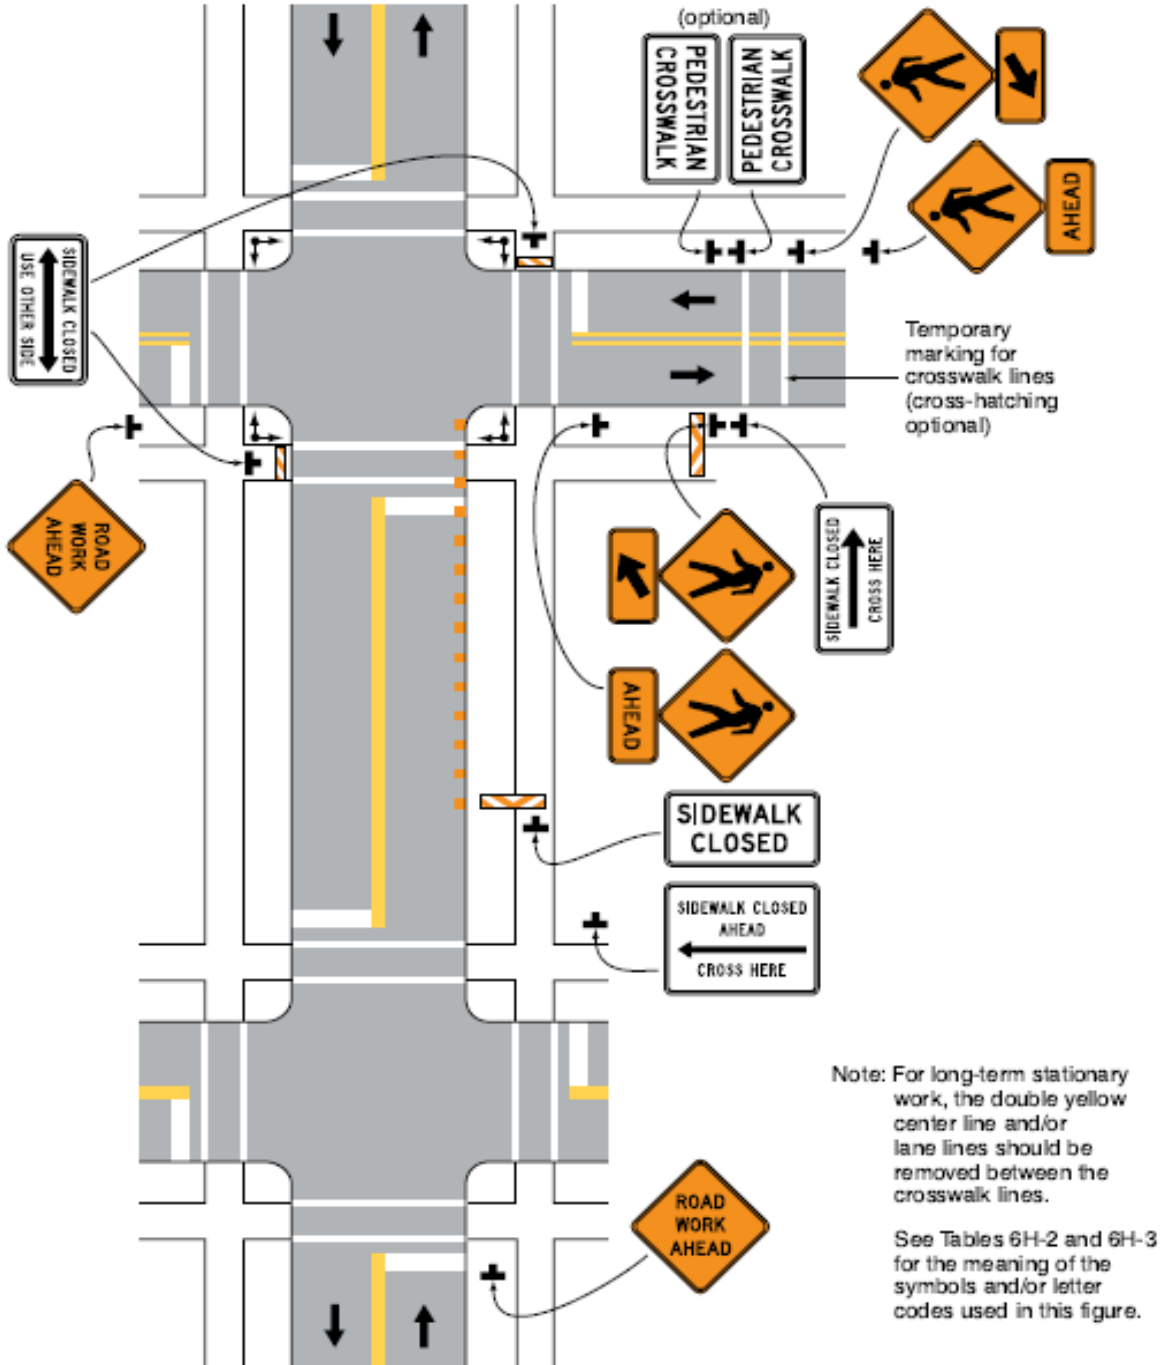 (optional)
PEDESTRIAN
CROSSWALK
PEDESTRIAN
CROSSWALK
AHEAD
SIDEWALK CLOSED
USE OTHER SIDE
Temporary
marking for
crosswalk lines
(cross-hatching
optional)
ROAD
WORK
AHEAD
SIDEWALK CLOSED
CROSS HERE
AHEAD
SIDEWALK
CLOSED
SIDEWALK CLOSED
AHEAD
CROSS HERE
Note: For long-term stationary
work, the double yellow
center line and/or
lane lines should be
removed between the
crosswalk lines.
See Tables 6H-2 and 6H-3
for the meaning of the
symbols and/or letter
codes used in this figure.
ROAD
WORK
AHEAD